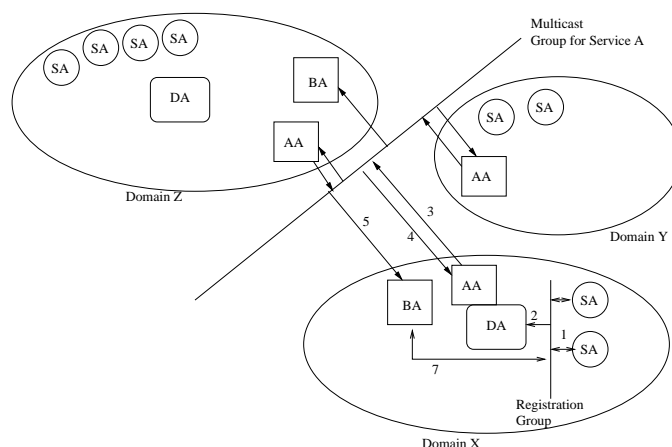 Multicast
Group for Service A
SA
SA
SA
SA
DA
BA
AA
Domain Z
SA
SA
AA
Domain Y
5
4
3
BA
AA
DA
2
1
SA
SA
7
Registration
Group
Domain X